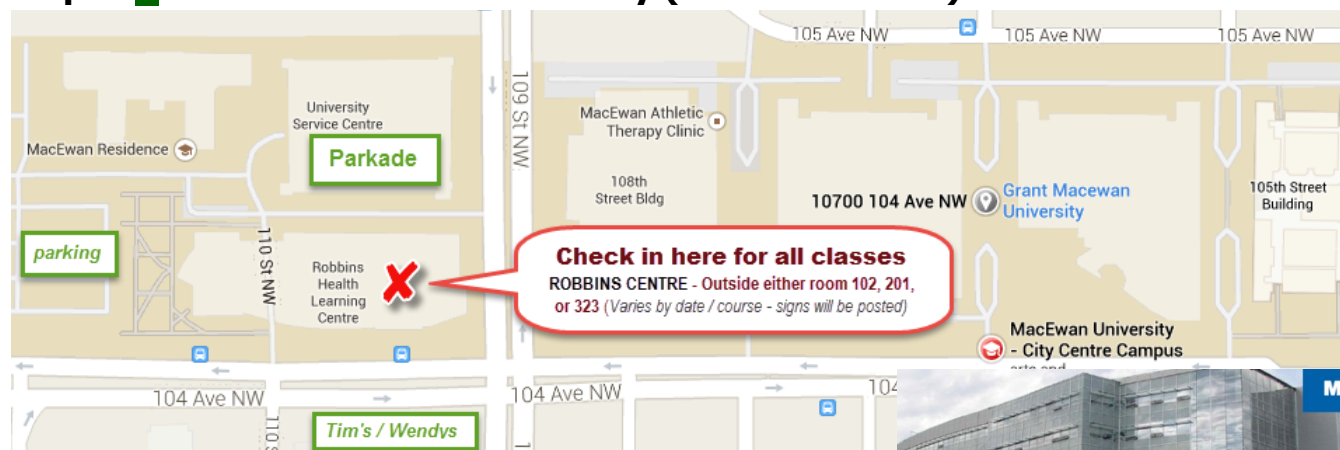 105 Ave NW
105 Ave NW
105 Ave NW
109 St NW
University
Service Centre
MacEwan Residence
Parkade
MacEwan Athletic
Therapy Clinic
108th
Street Bldg
10700 104 Ave NW
Grant Macewan
University
105th Street
Building
parking
110 St NW
Robbins
Health
Learning
Centre
Check in here for all classes
ROBBINS CENTRE - Outside either room 102, 201,
or 323 (Varies by date / course - signs will be posted)
MacEwan University
- City Centre Campus
104 Ave NW
104 Ave NW
Tim's / Wendys